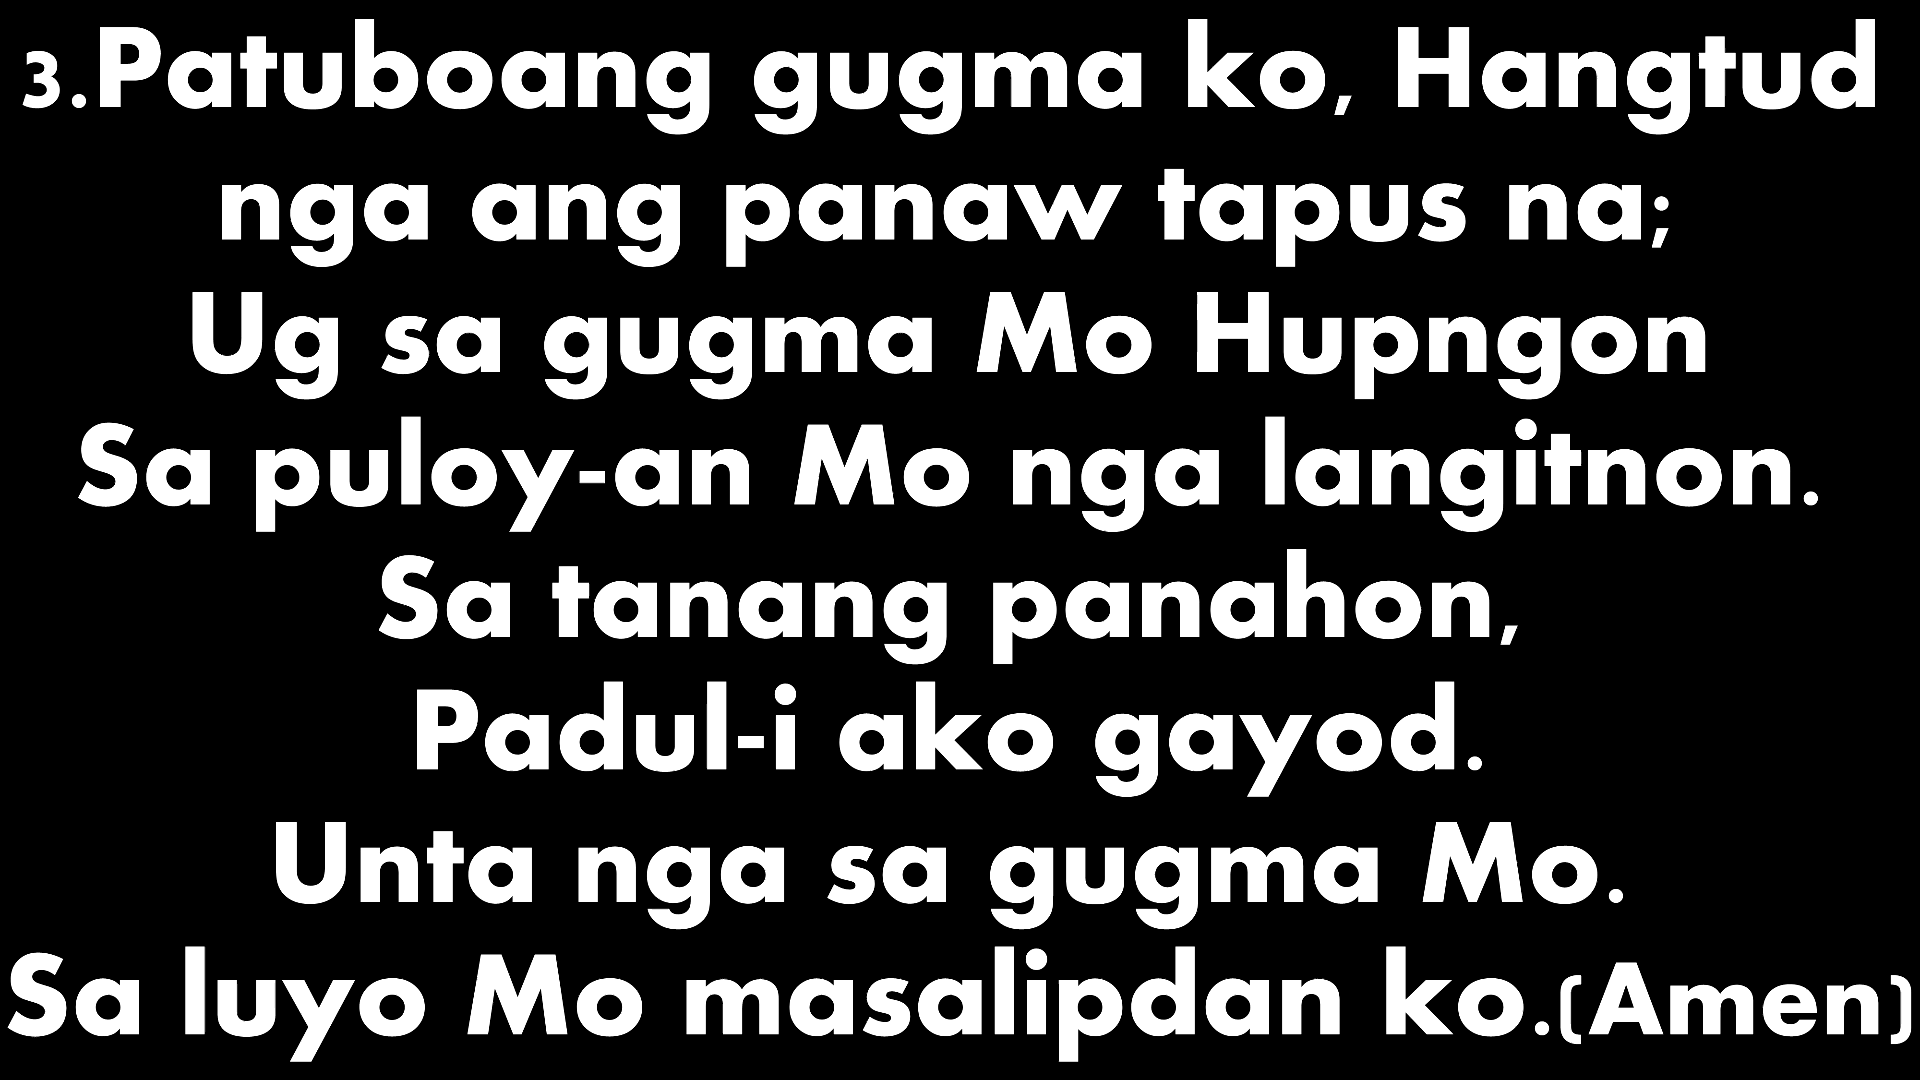 3.Patuboang gugma ko, Hangtud
nga ang panaw tapus na;
Ug sa gugma Mo Hupngon
Sa puloy-an Mo nga langitnon.
Sa tanang panahon,
Padul-i ako gayod.
Unta nga sa gugma Mo.
Sa luyo Mo masalipdan ko.(Amen)